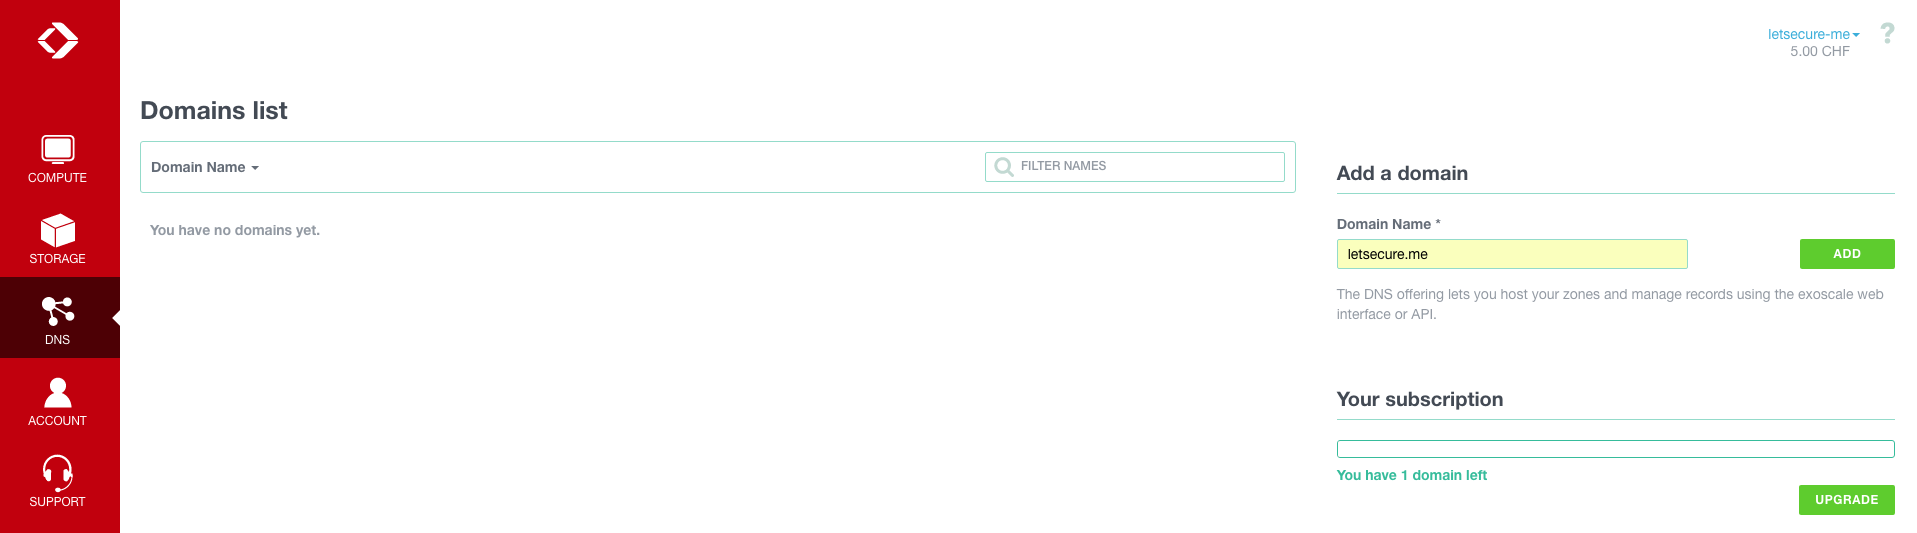 letsecure-me
5.00 CHF
?
COMPUTE
STORAGE
DNS
ACCOUNT
SUPPORT
Domains list
Domain Name
FILTER NAMES
You have no domains yet.
Add a domain
Domain Name *
letsecure.me
ADD
The DNS offering lets you host your zones and manage records using the exoscale web
interface or API.
Your subscription
You have 1 domain left
UPGRADE